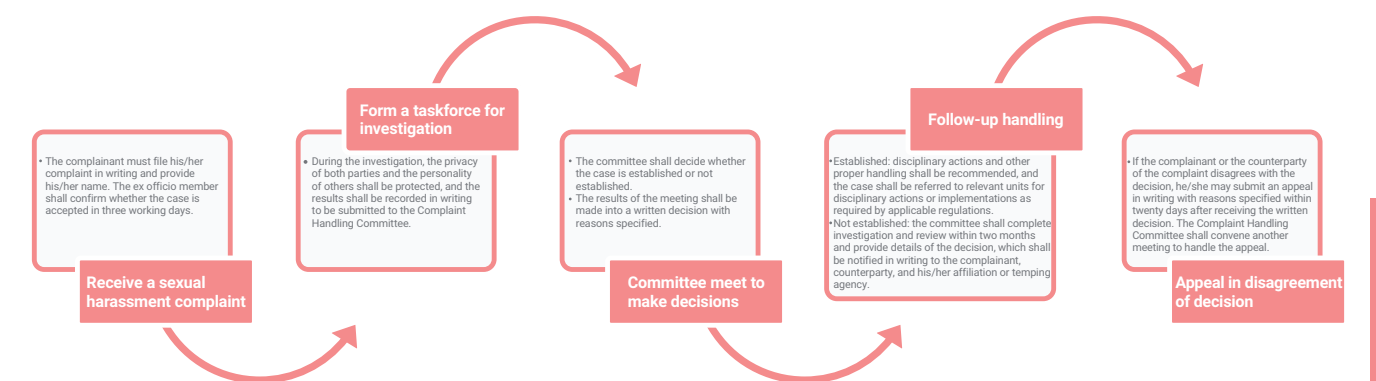 • The complainant must file his/her
complaint in writing and provide
his/her name. The ex officio member
shall confirm whether the case is
accepted in three working days.
Receive a sexual
harassment complaint
Form a taskforce for
investigation
• During the investigation, the privacy
of both parties and the personality
of others shall be protected, and the
results shall be recorded in writing
to be submitted to the Complaint
Handling Committee.
• The committee shall decide whether
the case is established or not
established.
• The results of the meeting shall be
made into a written decision with
reasons specified.
Committee meet to
make decisions
Follow-up handling
•Established: disciplinary actions and other
proper handling shall be recommended, and
the case shall be referred to relevant units for
disciplinary actions or implementations as
required by applicable regulations.
•Not established: the committee shall complete
investigation and review within two months
and provide details of the decision, which shall
be notified in writing to the complainant,
counterparty, and his/her affiliation or temping
agency.
• If the complainant or the counterparty
of the complaint disagrees with the
decision, he/she may submit an appeal
in writing with reasons specified within
twenty days after receiving the written
decision. The Complaint Handling
Committee shall convene another
meeting to handle the appeal.
Appeal in disagreement
of decision